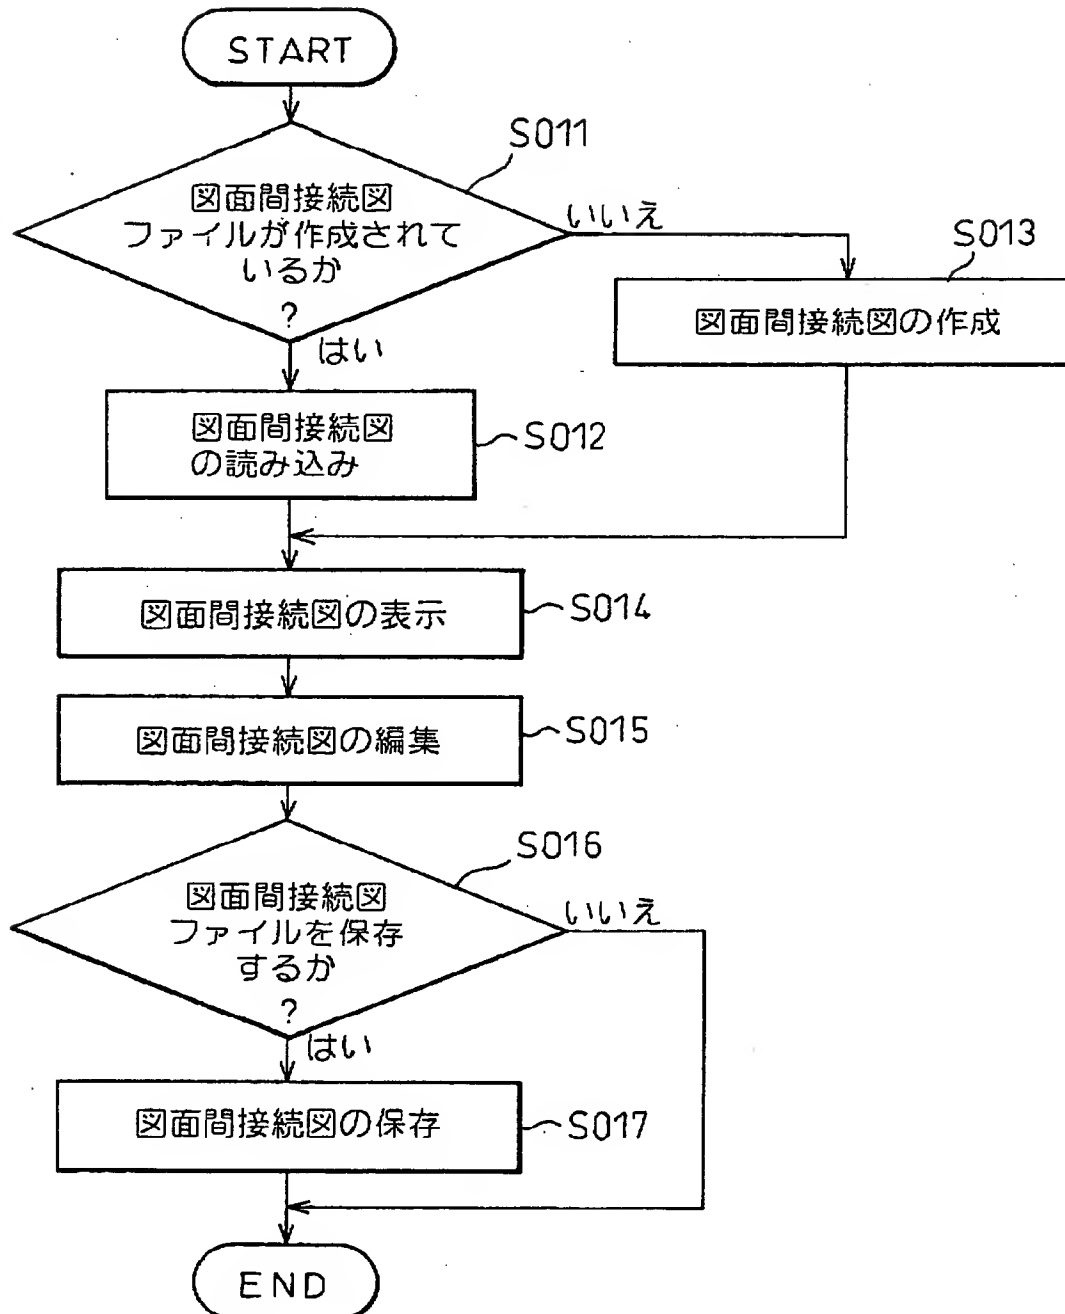 START
S011
図面間接続図
ファイルが作成されて
いるか
?
いいえ
S013
図面間接続図の作成
はい
図面間接続図
の読み込み
S012
図面間接続図の表示
S014
図面間接続図の編集
S015
S016
図面間接続図
ファイルを保存
するか
?
いいえ
はい
図面間接続図の保存
S017
END